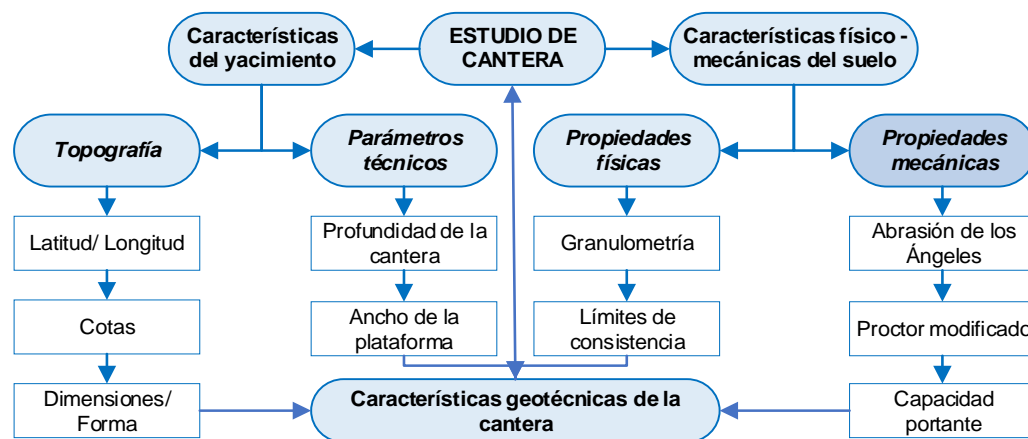 Características
del yacimiento
ESTUDIO DE
CANTERA
Características físico -
mecánicas del suelo
Topografía
Parámetros
técnicos
Propiedades
físicas
Propiedades
mecánicas
Latitud/ Longitud
Profundidad de la
cantera
Granulometría
Abrasión de los
Ángeles
Cotas
Ancho de la
plataforma
Límites de
consistencia
Proctor modificado
Dimensiones/
Forma
Características geotécnicas de la
cantera
Capacidad
portante